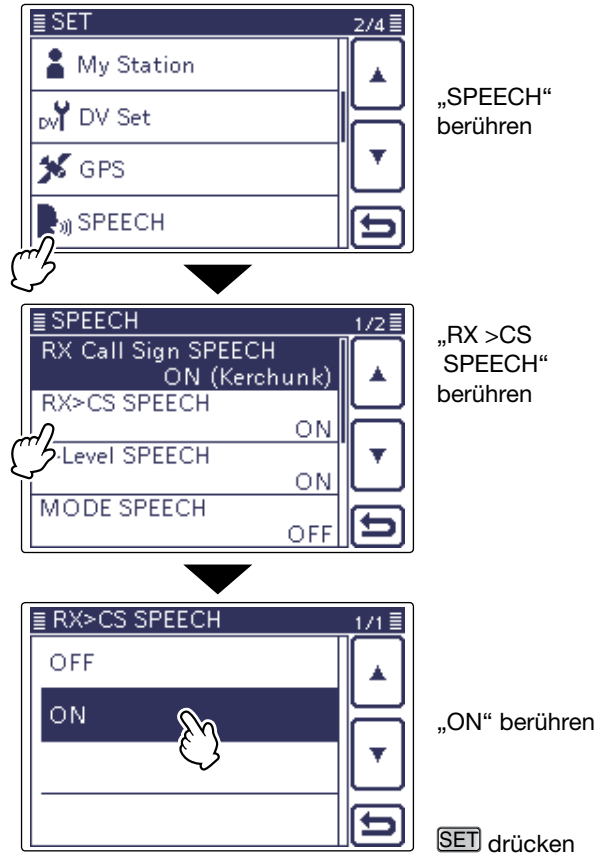 SET 2/4
My Station
DV DV Set
GPS
SPEECH
„SPEECH“
berühren
SPEECH 1/2
RX Call Sign SPEECH
ON (Kerchunk)
RX>CS SPEECH
ON
-Level SPEECH
ON
MODE SPEECH
OFF
„RX >CS
SPEECH“
berühren
RX>CS SPEECH 1/1
OFF
ON
„ON“ berühren
SET drücken